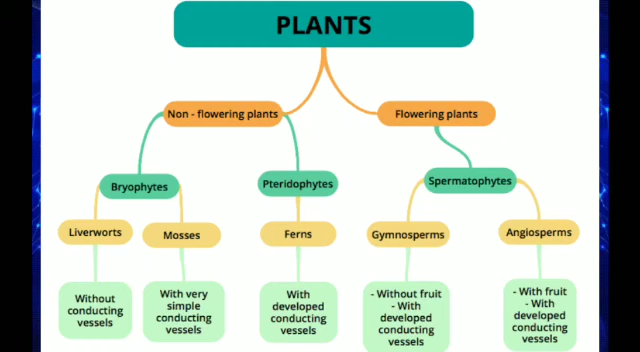 PLANTS
Non - flowering plants
Flowering plants
Bryophytes
Pteridophytes
Spermatophytes
Liverworts
Mosses
Ferns
Gymnosperms
Angiosperms
Without
conducting
vessels
With very
simple
conducting
vessels
With
developed
conducting
vessels
- Without fruit
- With
developed
conducting
vessels
- With fruit
- With
developed
conducting
vessels